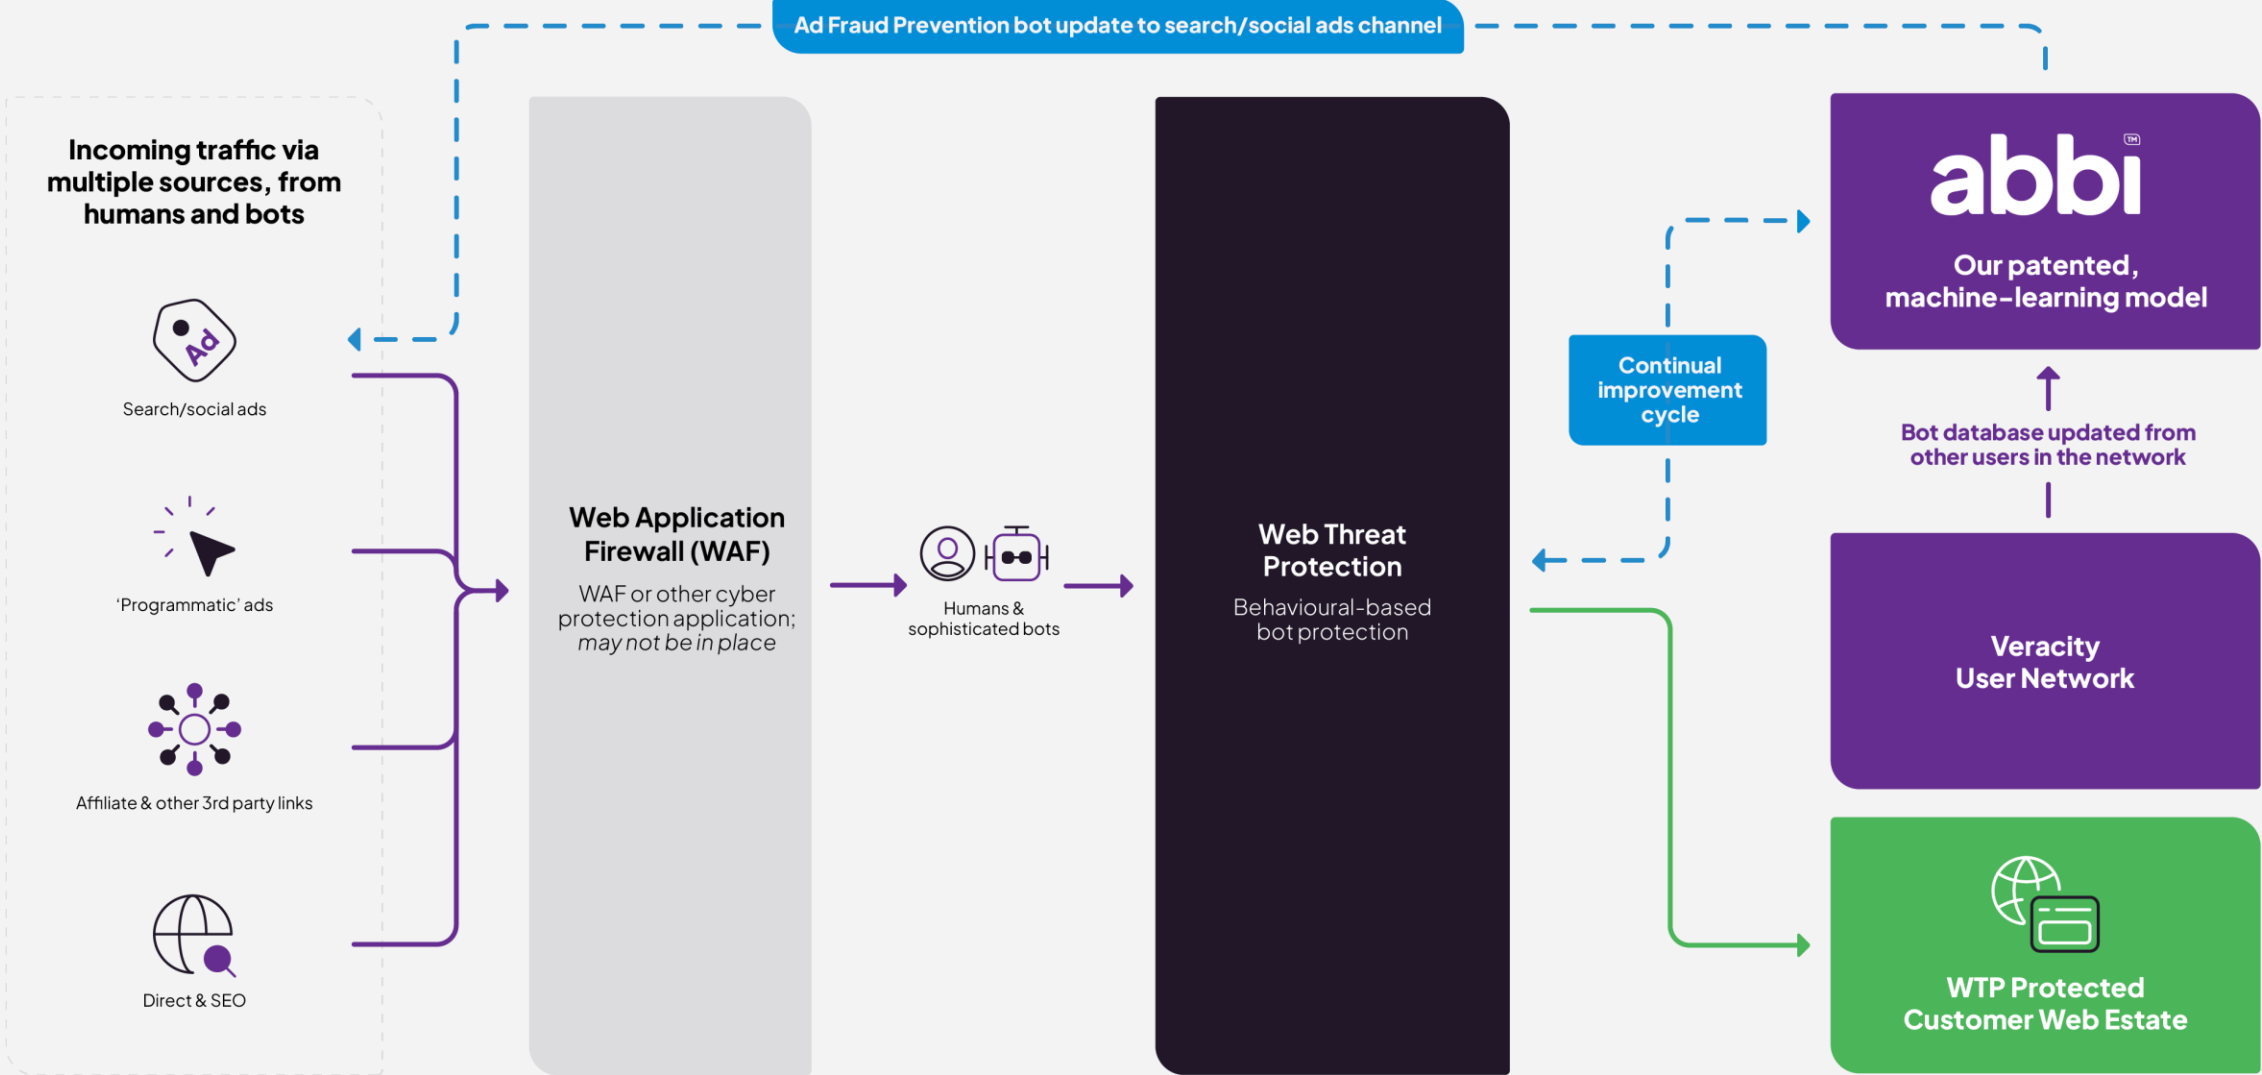 Ad Fraud Prevention bot update to search/social ads channel
Incoming traffic via
multiple sources, from
humans and bots
Ad
Search/social ads
‘Programmatic’ ads
Affiliate & other 3rd party links
Direct & SEO
Web Application
Firewall (WAF)
WAF or other cyber
protection application;
may not be in place
Humans &
sophisticated bots
Web Threat
Protection
Behavioural-based
bot protection
Continual
improvement
cycle
abbi™
Our patented,
machine-learning model
Bot database updated from
other users in the network
Veracity
User Network
WTP Protected
Customer Web Estate